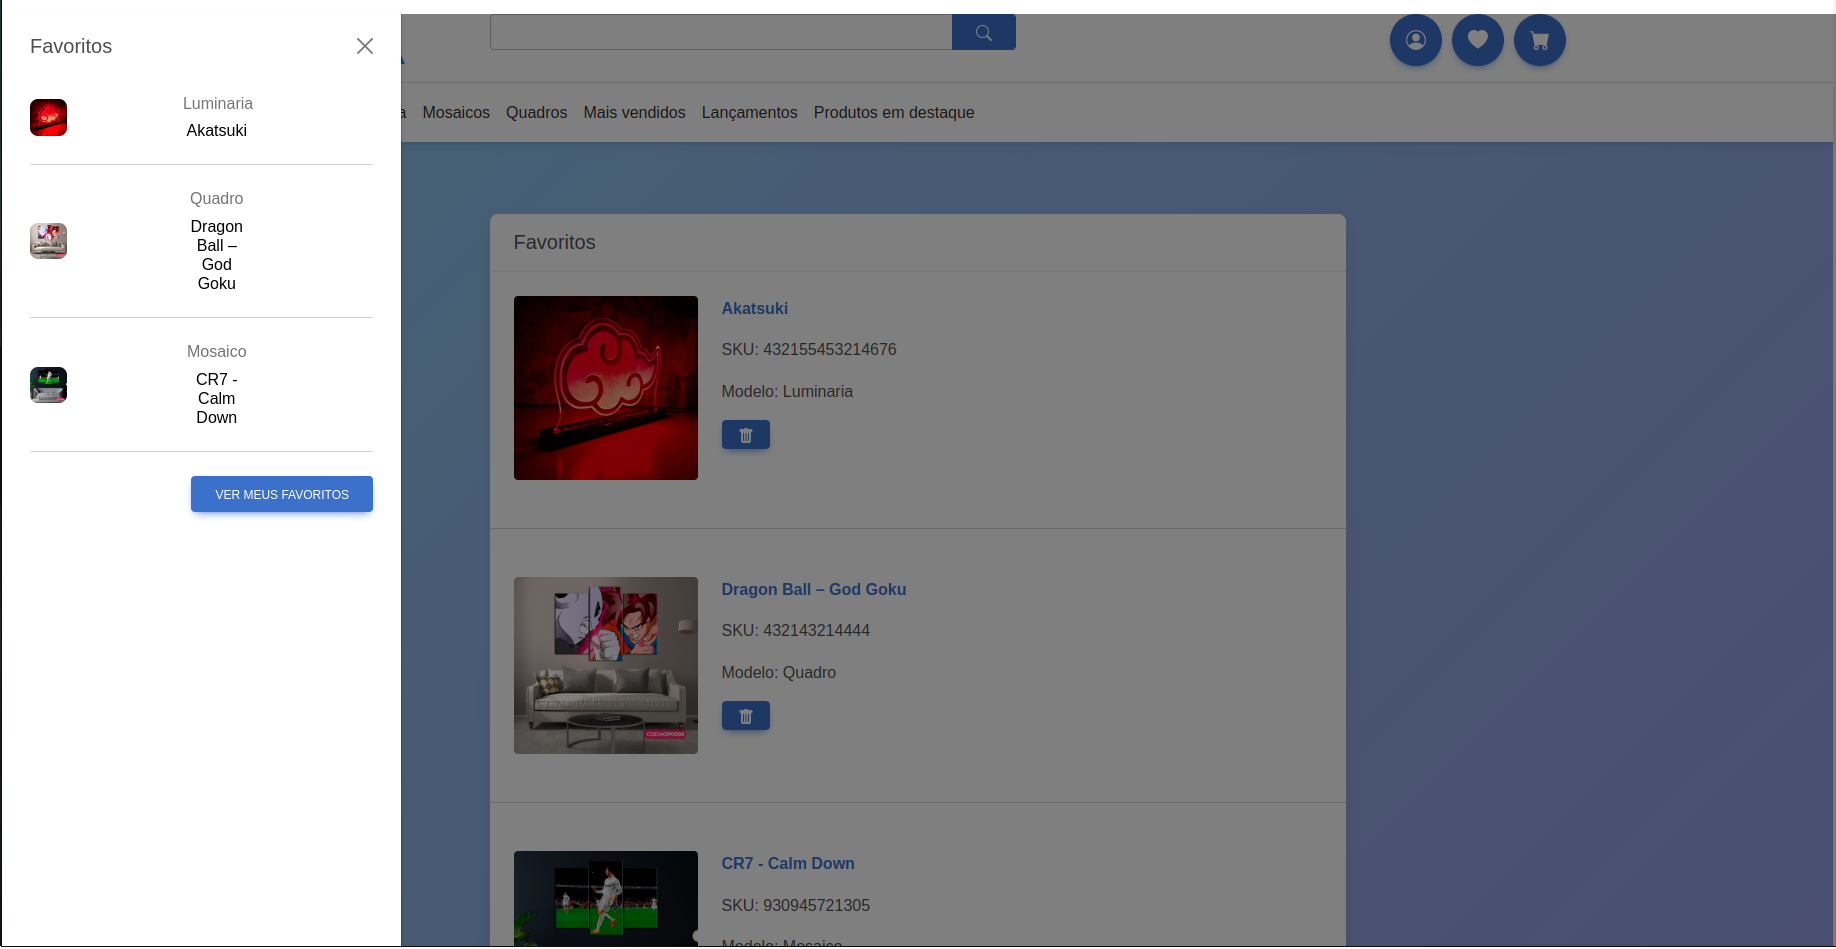 Favoritos
Luminaria
Akatsuki
Quadro
Dragon
Ball –
God
Goku
Mosaico
CR7 -
Calm
Down
VER MEUS FAVORITOS
a Mosaicos Quadros Mais vendidos Lançamentos Produtos em destaque
Favoritos
Akatsuki
SKU: 432155453214676
Modelo: Luminaria
Dragon Ball – God Goku
SKU: 432143214444
Modelo: Quadro
CR7 - Calm Down
SKU: 930945721305
Modelo: Mosaico